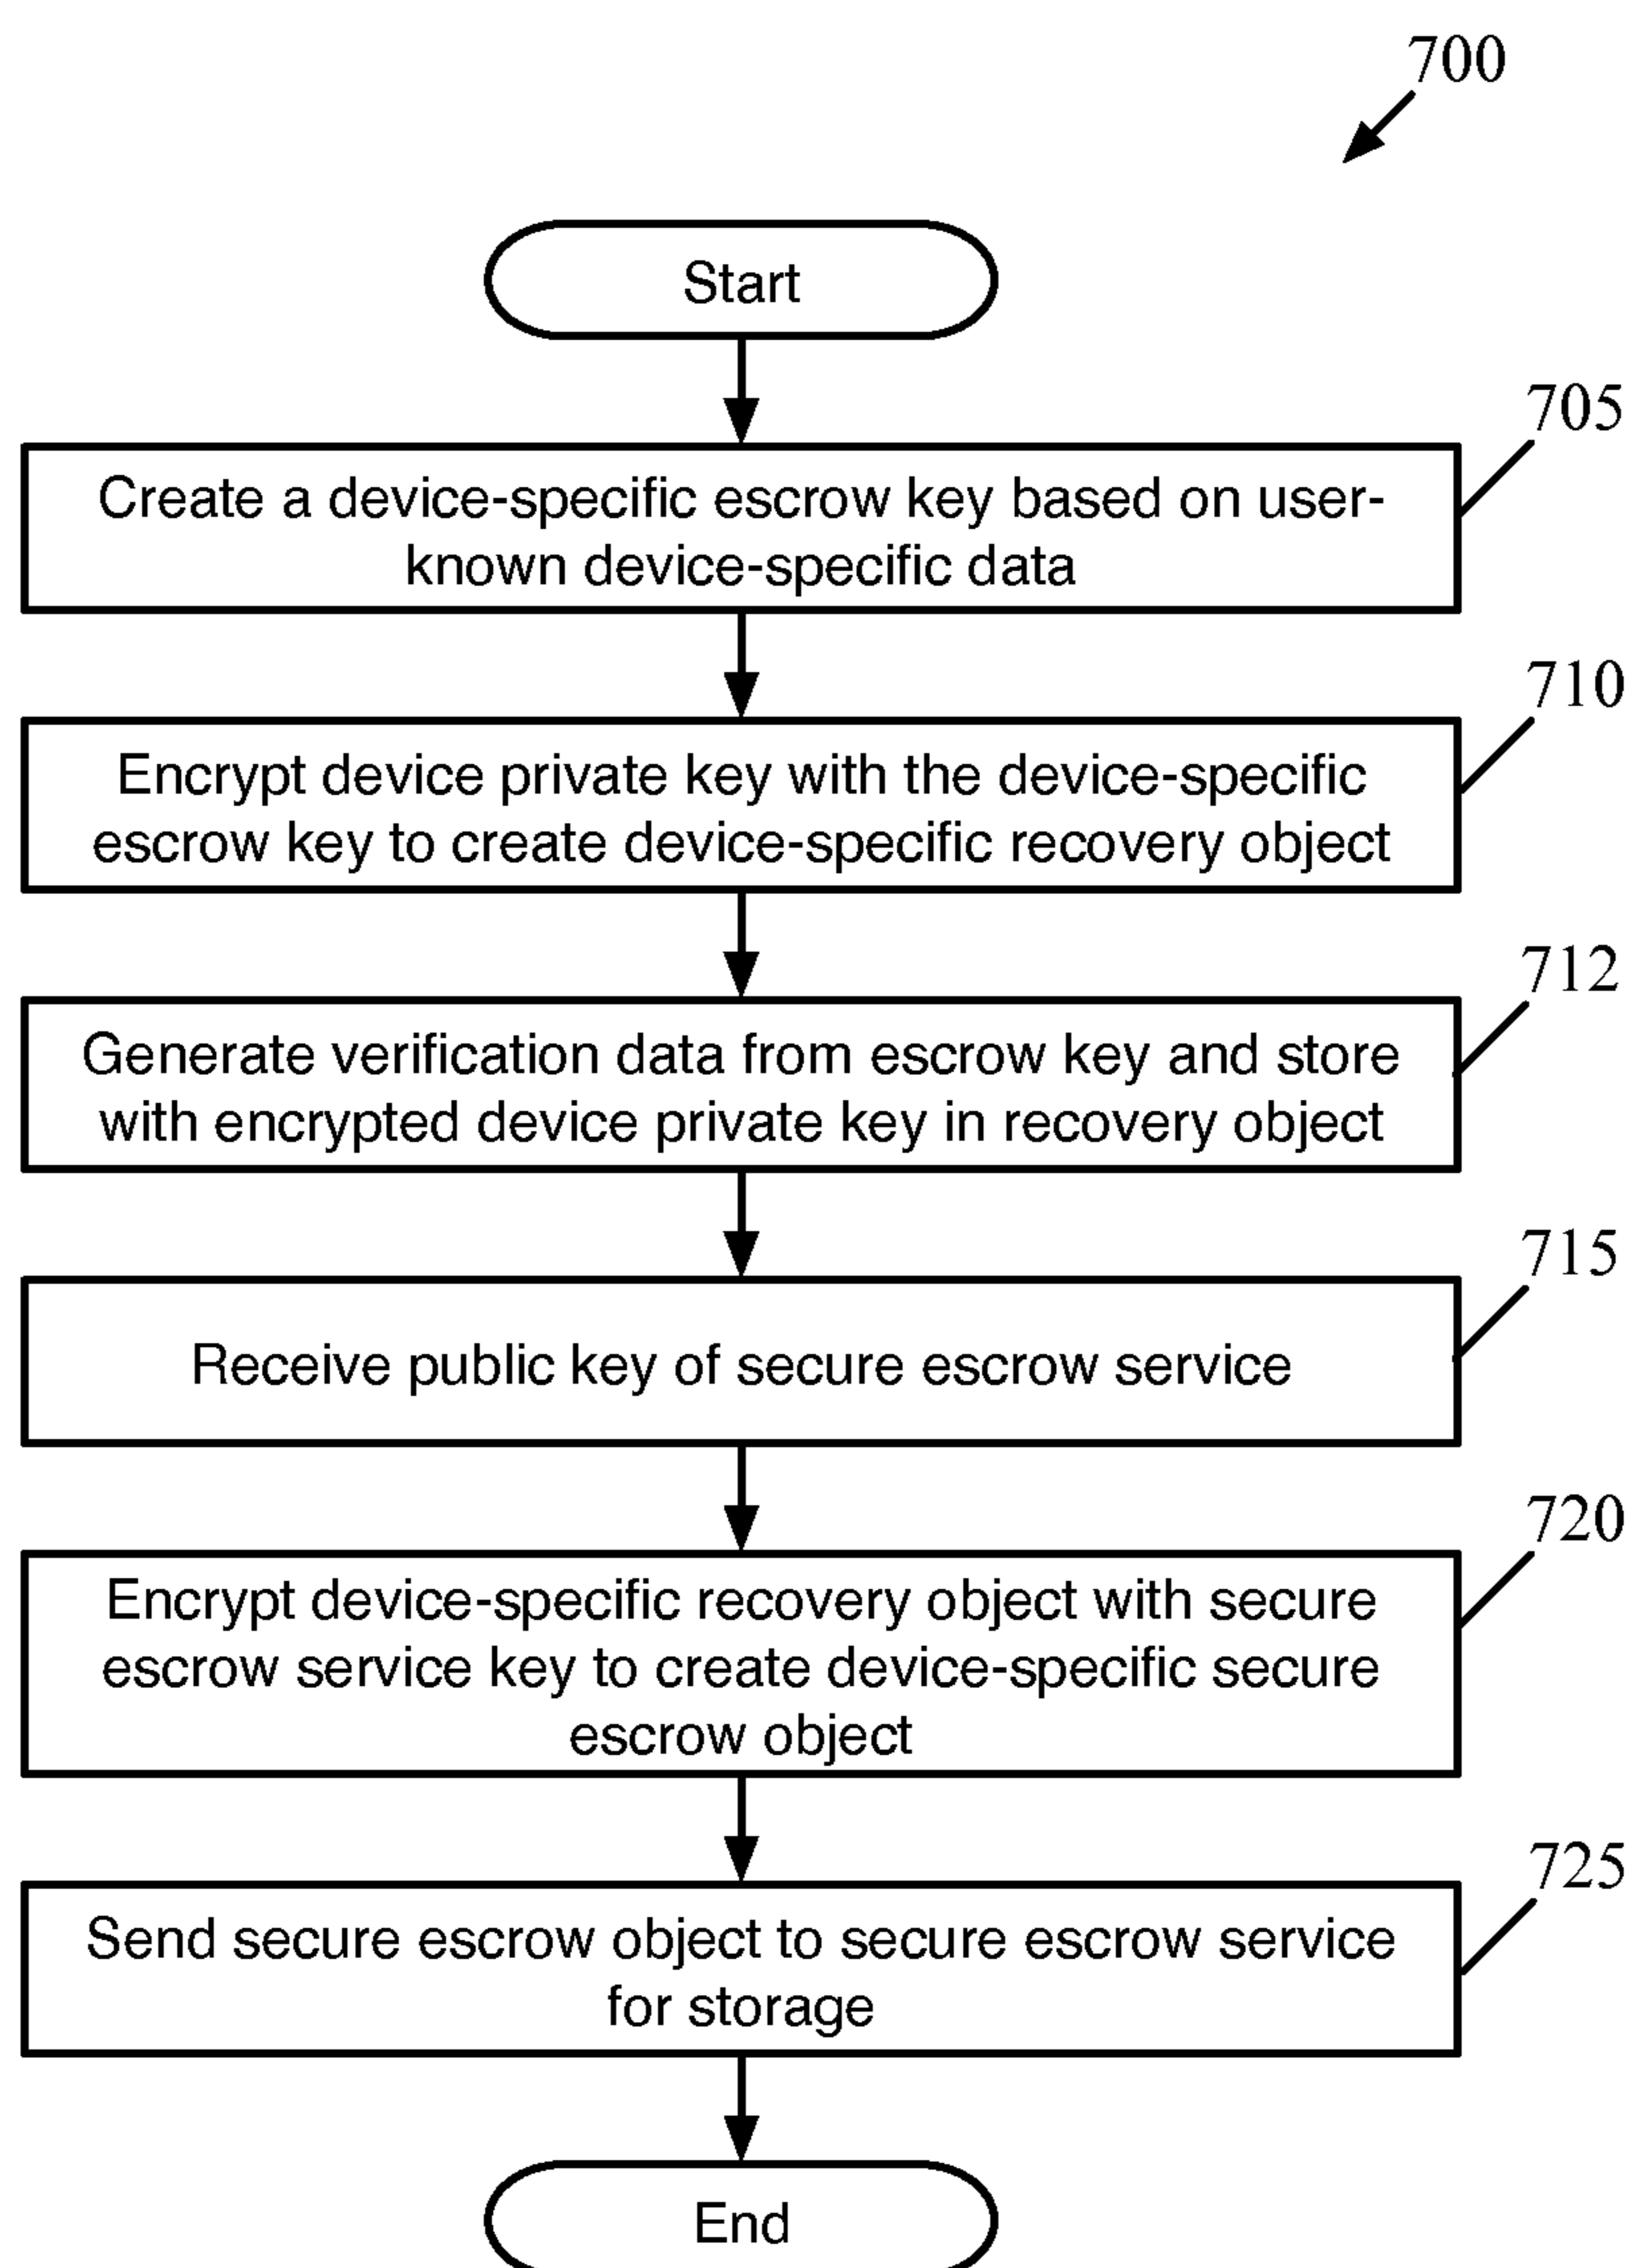 700
Start
705
Create a device-specific escrow key based on user-
known device-specific data
710
Encrypt device private key with the device-specific
escrow key to create device-specific recovery object
712
Generate verification data from escrow key and store
with encrypted device private key in recovery object
715
Receive public key of secure escrow service
720
Encrypt device-specific recovery object with secure
escrow service key to create device-specific secure
escrow object
725
Send secure escrow object to secure escrow service
for storage
End